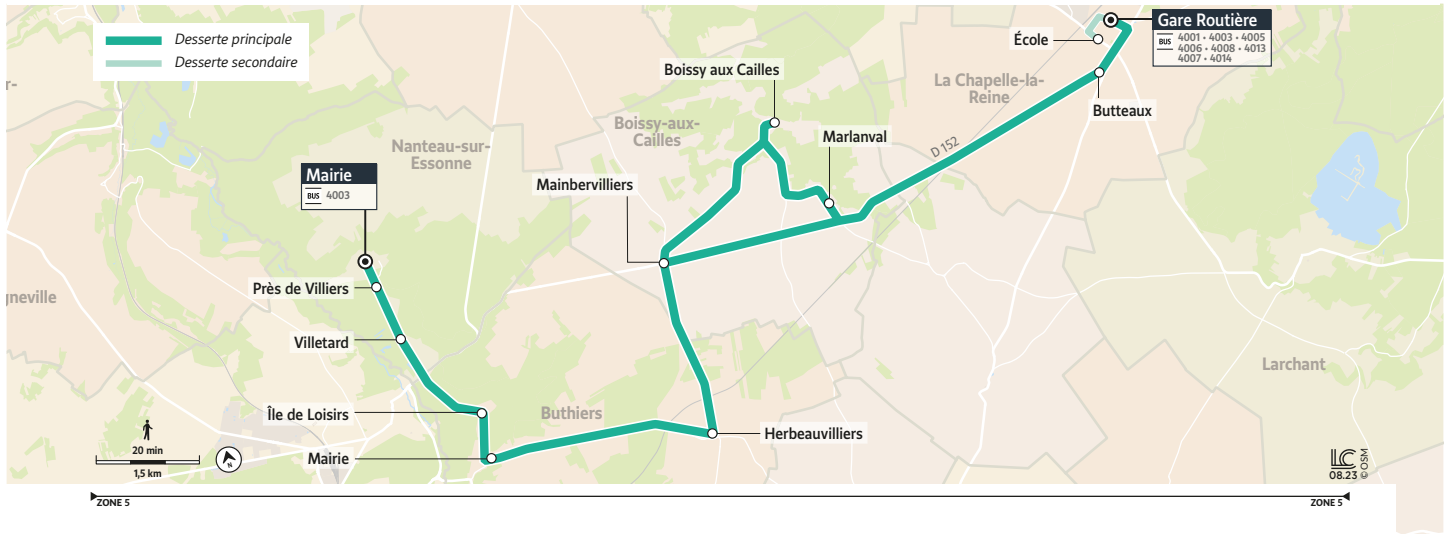 Desserte principale
Desserte secondaire
r-
Gare Routière
BUS
4001 • 4003 • 4005
4006 • 4008 • 4013
4007 • 4014
École
La Chapelle-la-
Reine
Butteaux
Boissy aux Cailles
Boissy-aux-
Cailles
Marlanval
D 152
Nanteau-sur-
Essonne
Mairie
BUS 4003
Mainbervilliers
Près de Villiers
gneville
Villetard
Larchant
Île de Loisirs
Buthiers
Herbeauvilliers
Mairie
20 min
1,5 km
N
LC
08.23 © OSM
ZONE 5
ZONE 5